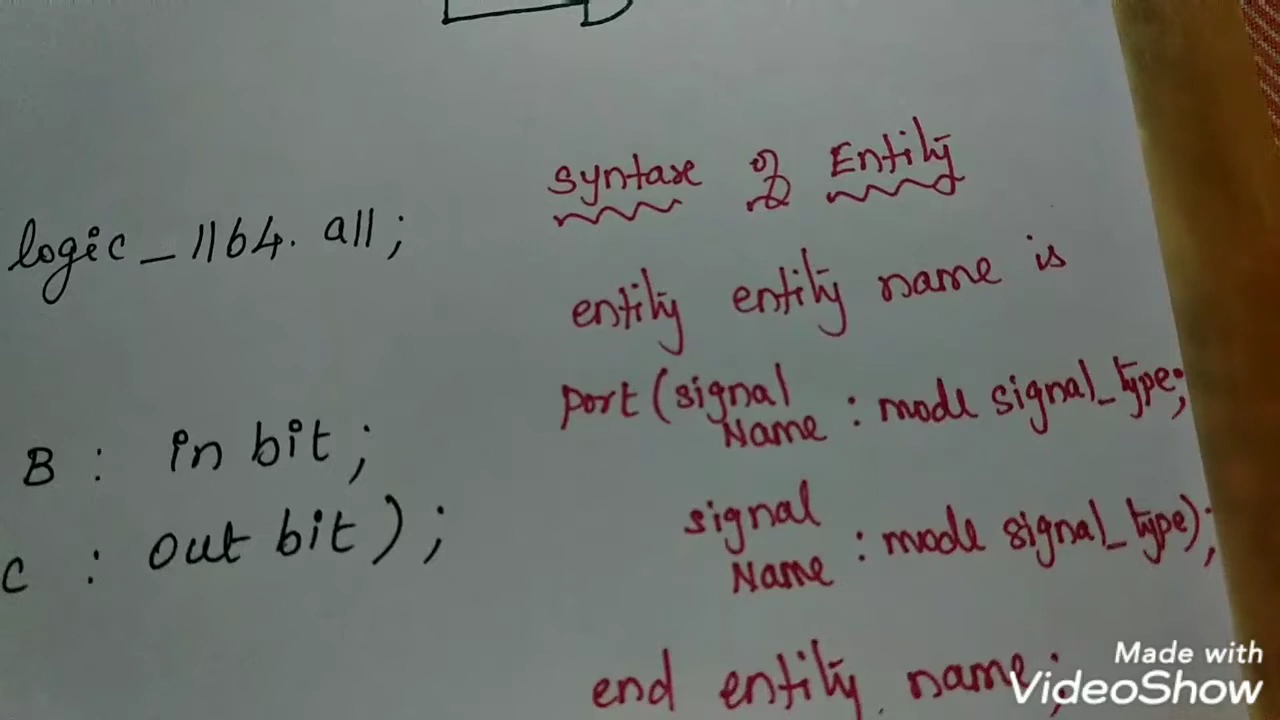 logic_1164. all;
B : in bit;
C : out bit);
Syntax of Entity
entity entity name is
port (signal Name : mode signal_type;
signal Name : mode signal_type);
end entity name;
Made with
VideoShow